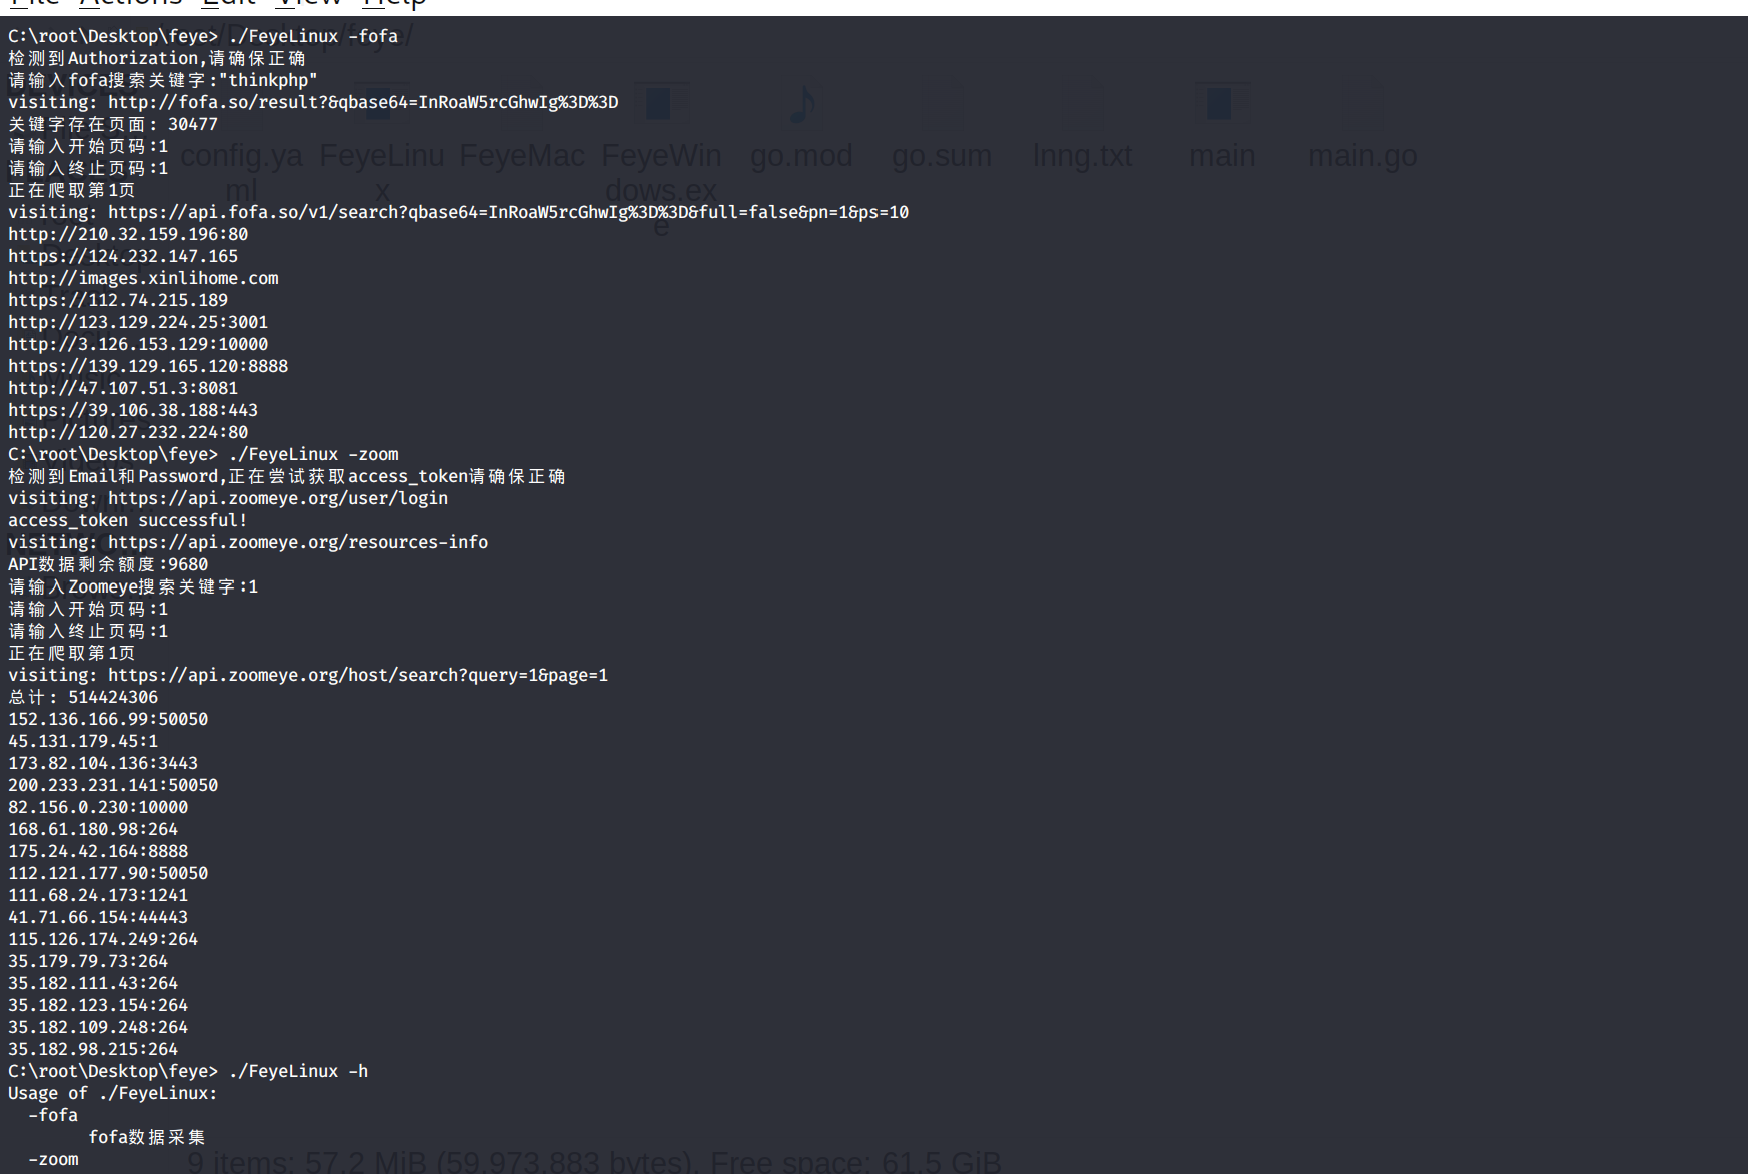 File Actions Edit View Help
C:\root\Desktop\feye> ./FeyeLinux -fofa
检测到Authorization,请确保正确
请输入fofa搜索关键字:"thinkphp"
visiting: http://fofa.so/result?&qbase64=InRoaW5rcGhwIg%3D%3D
关键字存在页面: 30477
请输入开始页码:1
请输入终止页码:1
正在爬取第1页
visiting: https://api.fofa.so/v1/search?qbase64=InRoaW5rcGhwIg%3D%3D&full=false&pn=1&ps=10
http://210.32.159.196:80
https://124.232.147.165
http://images.xinlihome.com
https://112.74.215.189
http://123.129.224.25:3001
http://3.126.153.129:10000
https://139.129.165.120:8888
http://47.107.51.3:8081
https://39.106.38.188:443
http://120.27.232.224:80
C:\root\Desktop\feye> ./FeyeLinux -zoom
检测到Email和Password,正在尝试获取access_token请确保正确
visiting: https://api.zoomeye.org/user/login
access_token successful!
visiting: https://api.zoomeye.org/resources-info
API数据剩余额度:9680
请输入Zoomeye搜索关键字:1
请输入开始页码:1
请输入终止页码:1
正在爬取第1页
visiting: https://api.zoomeye.org/host/search?query=1&page=1
总计: 514424306
152.136.166.99:50050
45.131.179.45:1
173.82.104.136:3443
200.233.231.141:50050
82.156.0.230:10000
168.61.180.98:264
175.24.42.164:8888
112.121.177.90:50050
111.68.24.173:1241
41.71.66.154:44443
115.126.174.249:264
35.179.79.73:264
35.182.111.43:264
35.182.123.154:264
35.182.109.248:264
35.182.98.215:264
C:\root\Desktop\feye> ./FeyeLinux -h
Usage of ./FeyeLinux:
-fofa
fofa数据采集
-zoom
config.yaml
FeyeLinux
FeyeMac
FeyeWindows.exe
go.mod
go.sum
lnng.txt
main
main.go
9 items: 57.2 MiB (59,973,883 bytes), Free space: 61.5 GiB